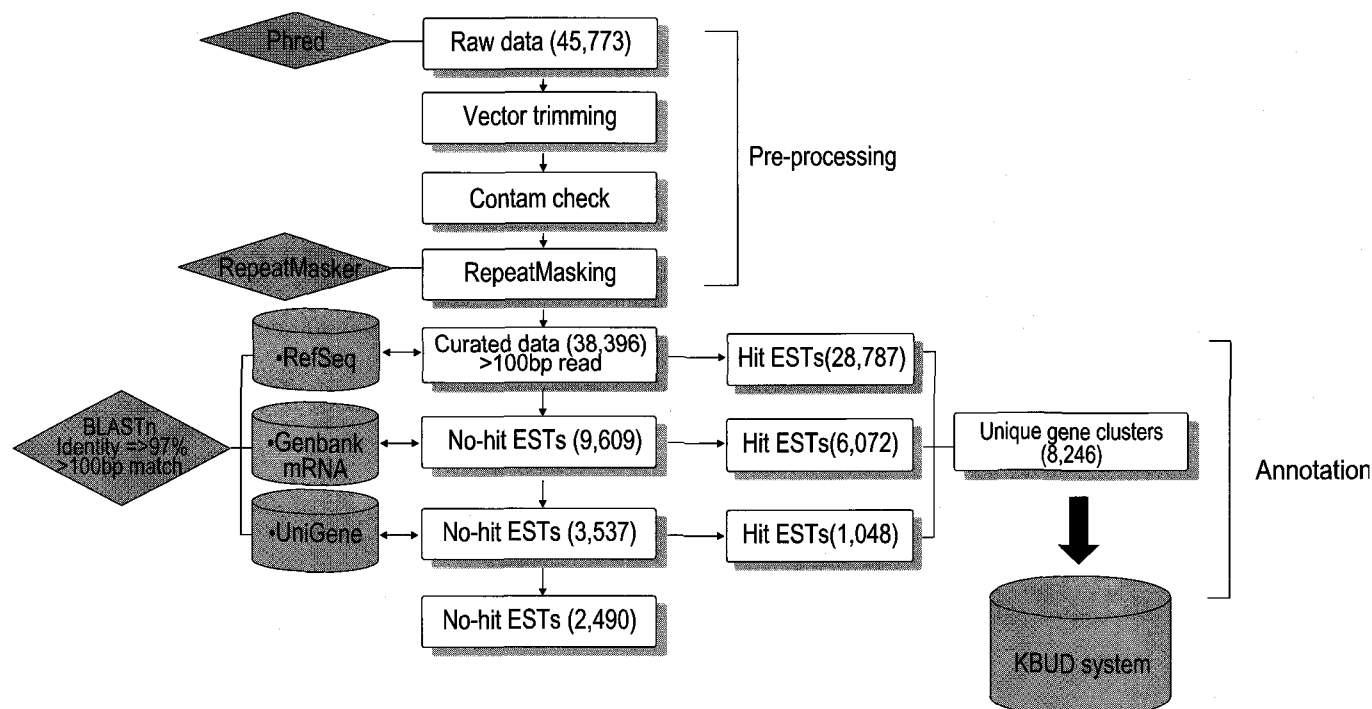 Phred
Raw data (45,773)
Vector trimming
Pre-processing
Contam check
RepeatMasker
RepeatMasking
•RefSeq
Curated data (38,396)
>100bp read
Hit ESTs(28,787)
BLASTn
Identity =>97%
>100bp match
•Genbank
mRNA
No-hit ESTs (9,609)
Hit ESTs(6,072)
Unique gene clusters
(8,246)
Annotation
•UniGene
No-hit ESTs (3,537)
Hit ESTs(1,048)
No-hit ESTs (2,490)
KBUD system